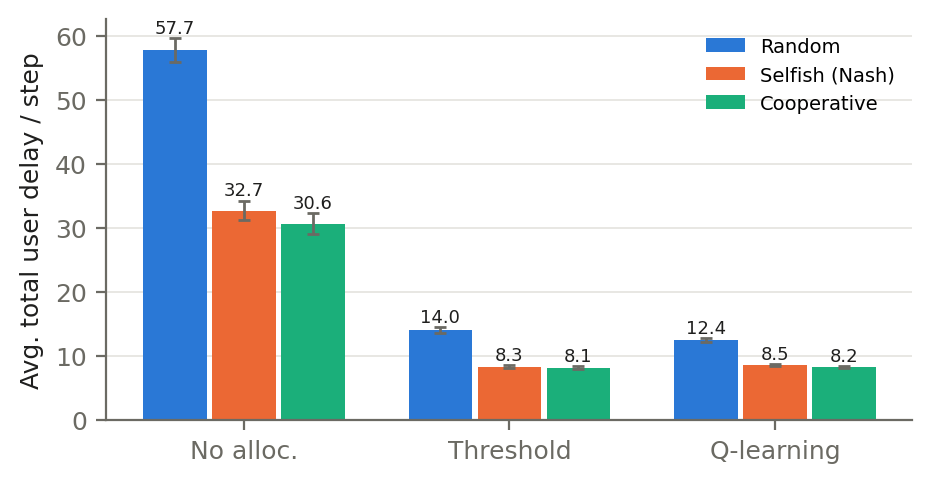 Avg. total user delay / step
60
50
40
30
20
10
0
57.7
32.7
30.6
14.0
8.3
8.1
12.4
8.5
8.2
Random
Selfish (Nash)
Cooperative
No alloc.
Threshold
Q-learning